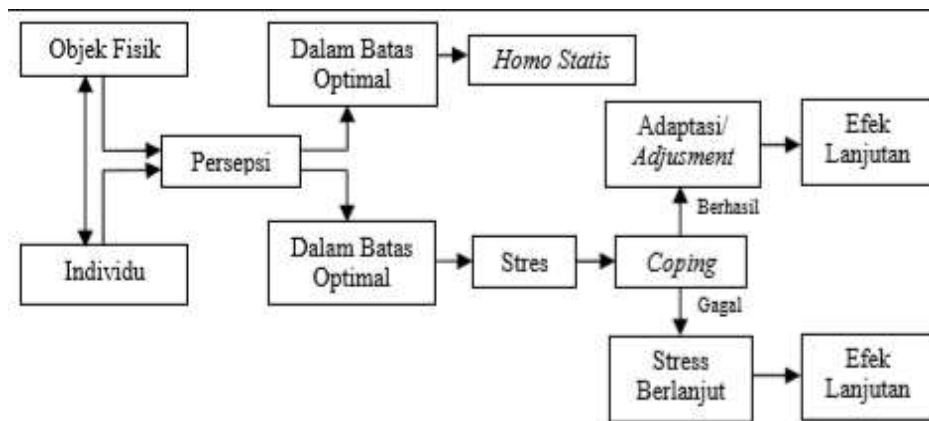 Objek Fisik
Individu
Persepsi
Dalam Batas
Optimal
Homo Statis
Dalam Batas
Optimal
Stres
Coping
Berhasil
Adaptasi/
Adjusment
Efek
Lanjutan
Gagal
Stress
Berlanjut
Efek
Lanjutan